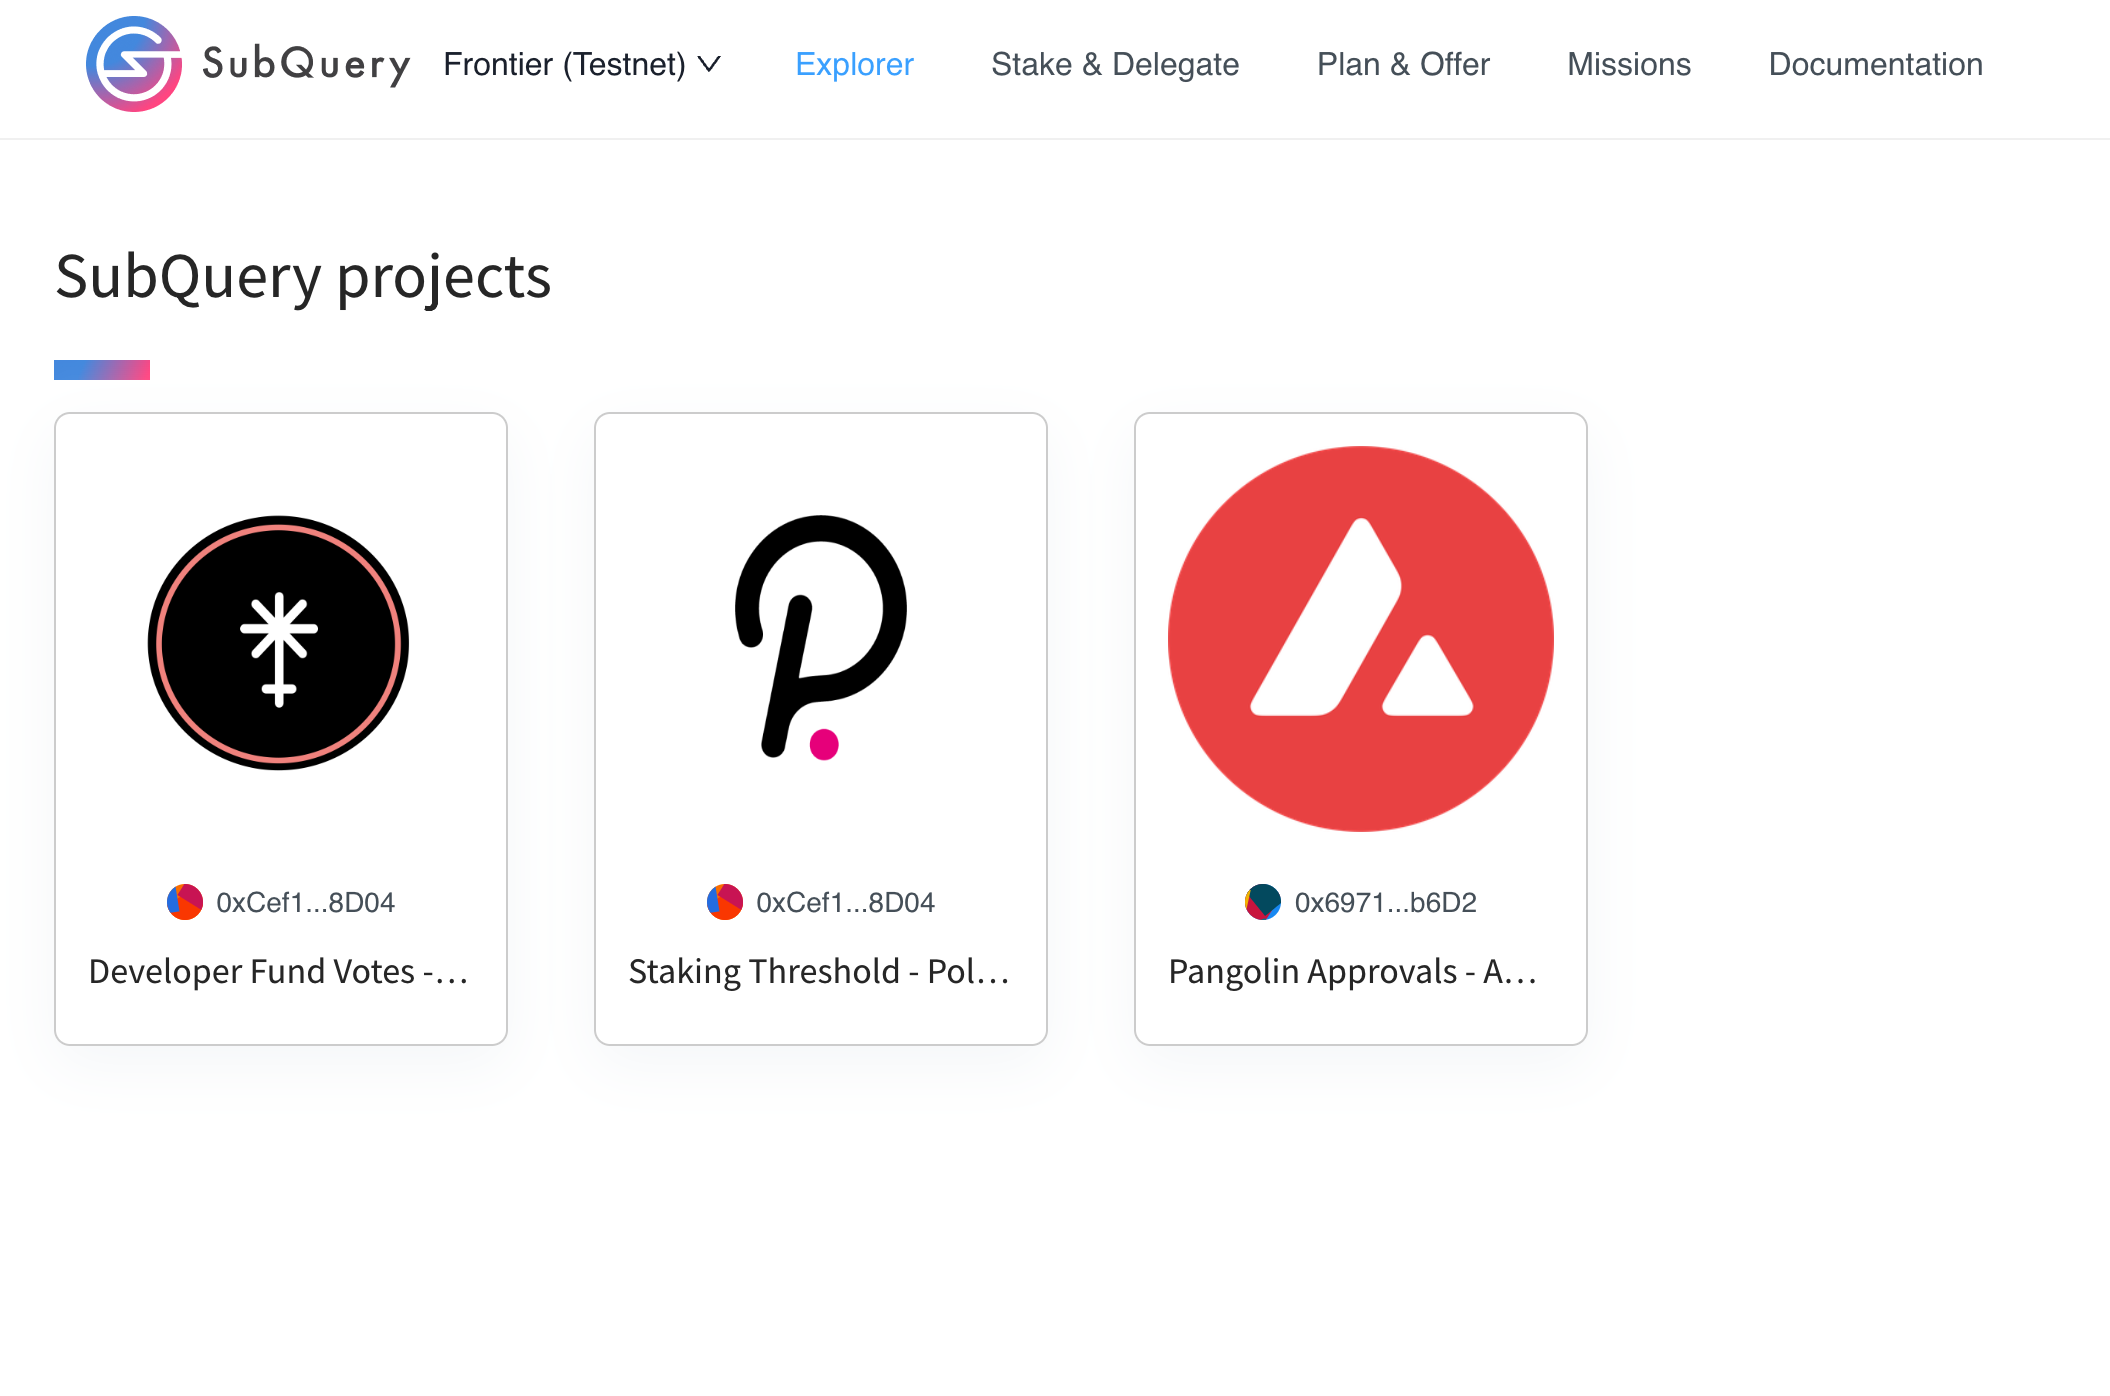 SubQuery Frontier (Testnet) Explorer Stake & Delegate Plan & Offer Missions Documentation
SubQuery projects
0xCef1...8D04
Developer Fund Votes -...
0xCef1...8D04
Staking Threshold - Pol...
0x6971...b6D2
Pangolin Approvals - A...